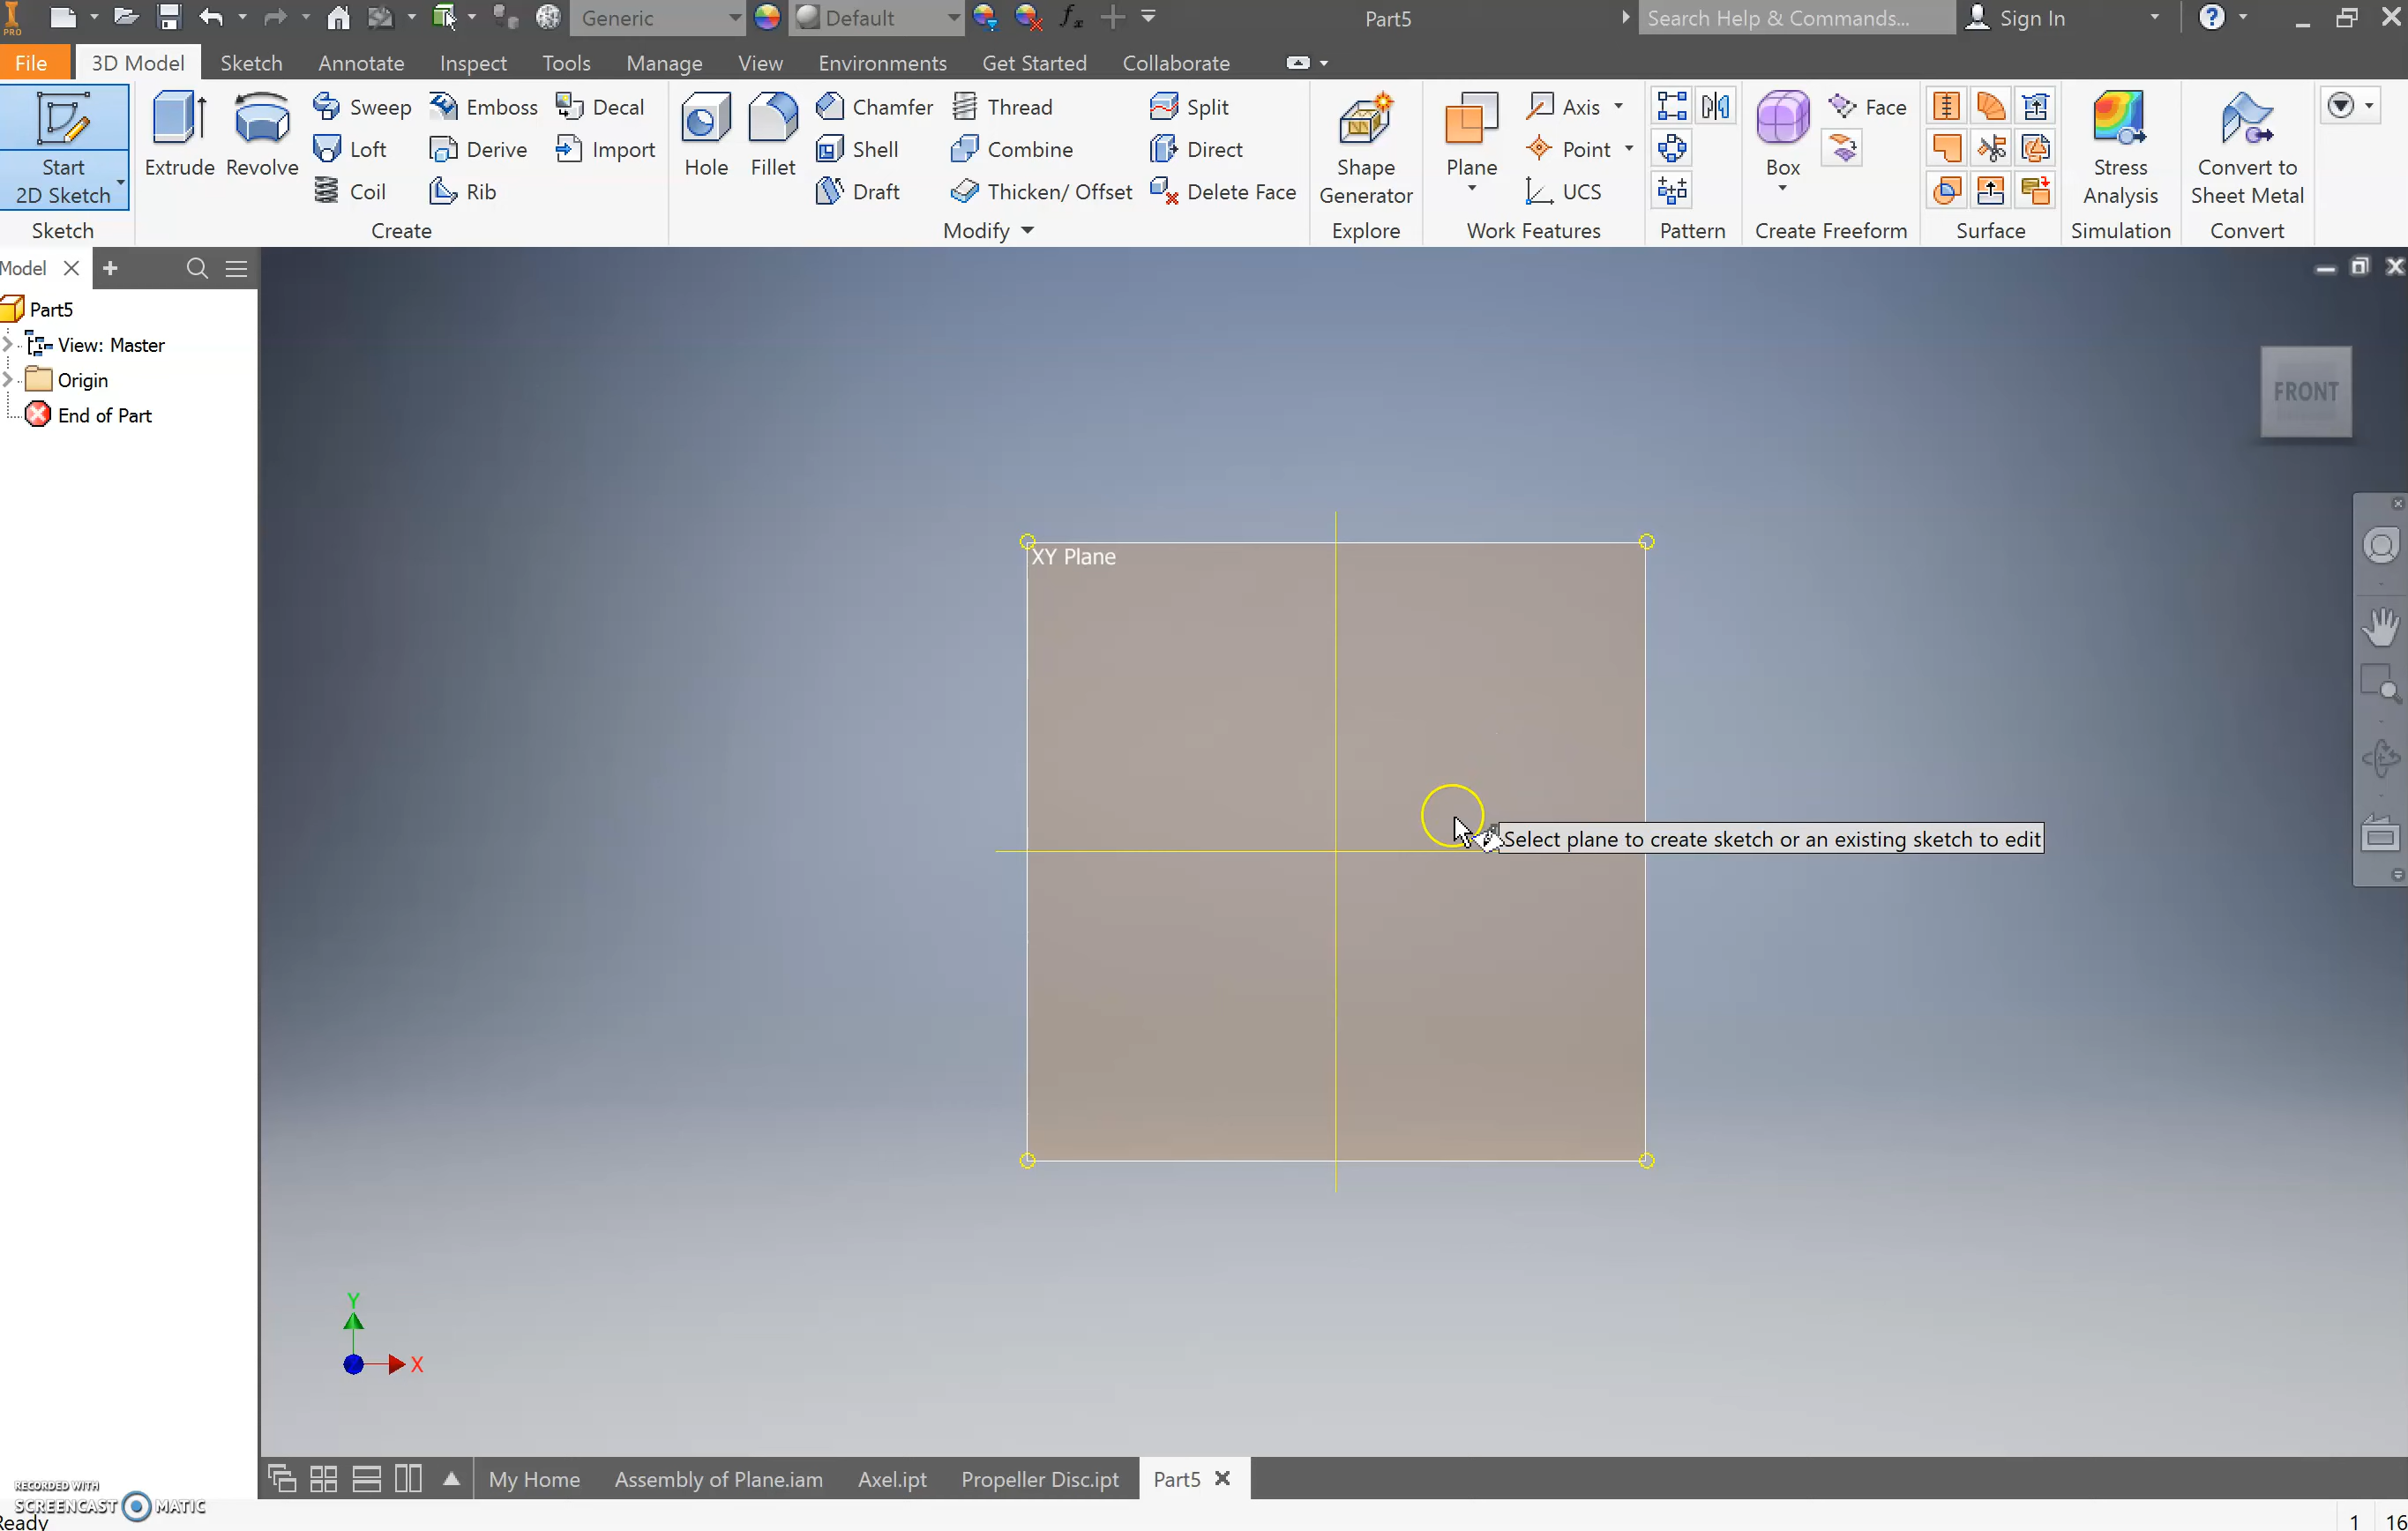 PRO
Generic
Default
fx
Part5
Search Help & Commands...
Sign In
File
3D Model
Sketch
Annotate
Inspect
Tools
Manage
View
Environments
Get Started
Collaborate
Start
2D Sketch
Sketch
Extrude
Revolve
Sweep
Loft
Coil
Emboss
Derive
Rib
Decal
Import
Create
Hole
Fillet
Chamfer
Shell
Draft
Thread
Combine
Thicken/ Offset
Split
Direct
Delete Face
Modify
Shape
Generator
Explore
Plane
Axis
Point
UCS
Work Features
Pattern
Box
Face
Create Freeform
Surface
Stress
Analysis
Simulation
Convert to
Sheet Metal
Convert
Model
Part5
View: Master
Origin
End of Part
FRONT
XY Plane
Select plane to create sketch or an existing sketch to edit
Y
X
My Home
Assembly of Plane.iam
Axel.ipt
Propeller Disc.ipt
Part5
RECORDED WITH
SCREENCAST MATIC
Ready
1
16